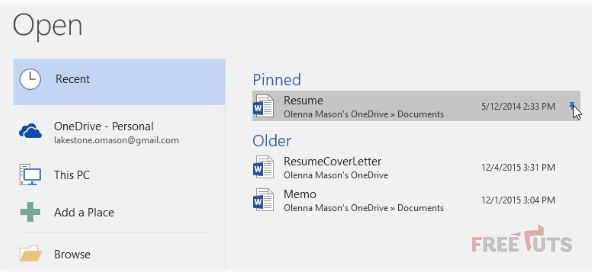 Open
Recent
OneDrive - Personal
lakestone.omason@gmail.com
This PC
Add a Place
Browse
Pinned
Resume
Olenna Mason's OneDrive » Documents
5/12/2014 2:33 PM
Older
ResumeCoverLetter
Olenna Mason's OneDrive
12/4/2015 3:31 PM
Memo
Olenna Mason's OneDrive » Documents
12/1/2015 3:04 PM
FREETUTS